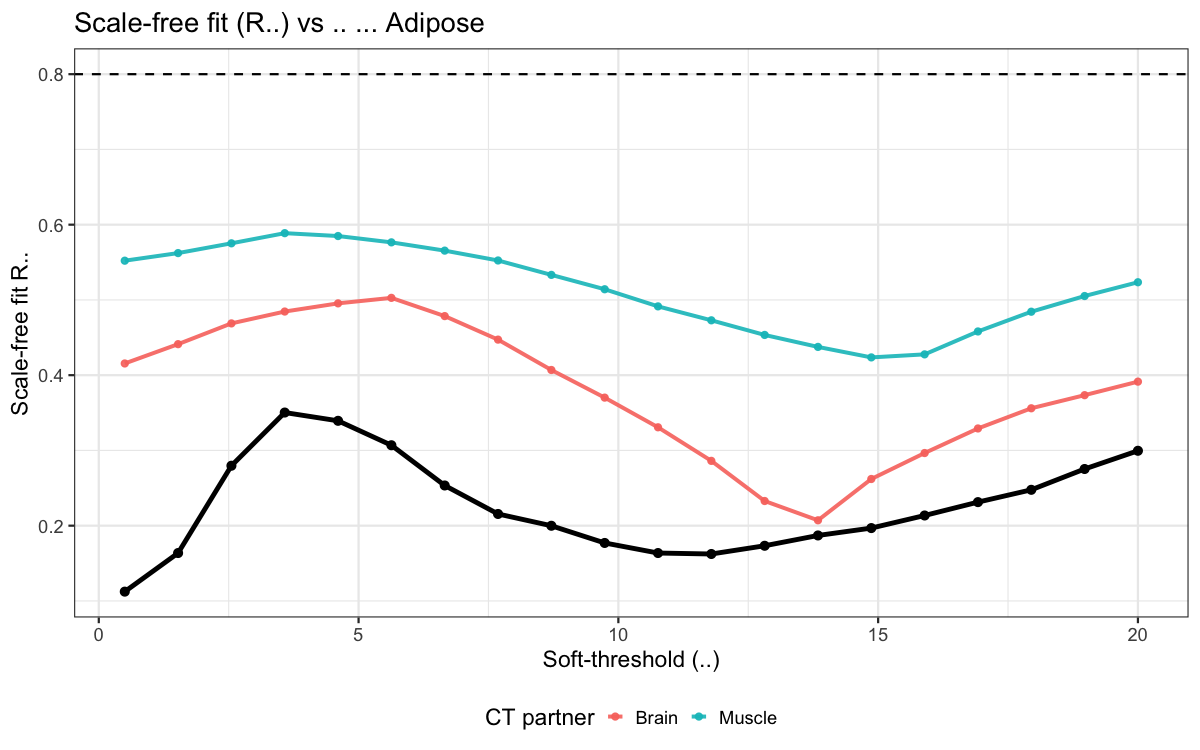 Scale-free fit (R..) vs .. ... Adipose
Scale-free fit R..
0.8
0.6
0.4
0.2
0 5 10 15 20
Soft-threshold (..)
CT partner Brain Muscle